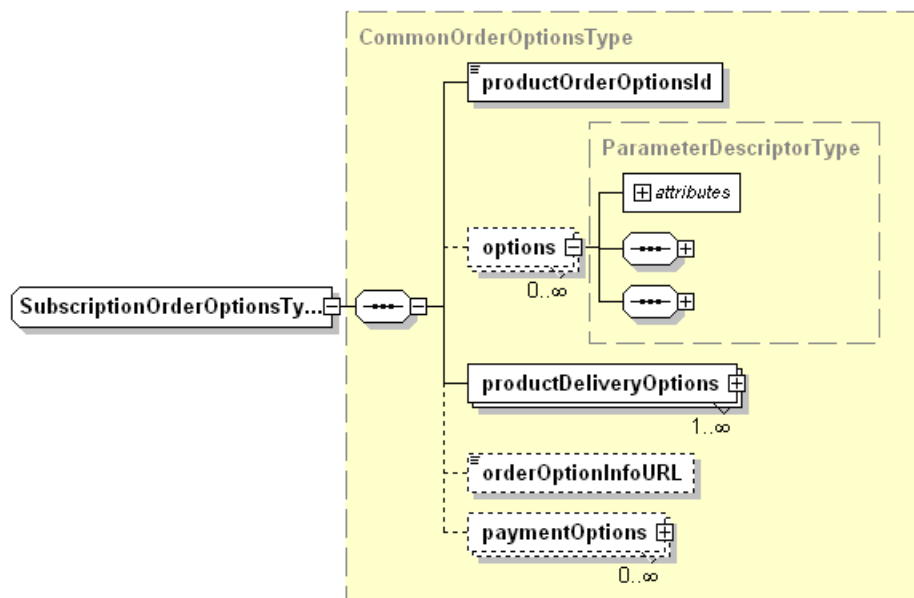 CommonOrderOptionsType
productOrderOptionsId
ParameterDescriptorType
attributes
options
0..∞
SubscriptionOrderOptionsTy...
productDeliveryOptions
1..∞
orderOptionInfoURL
paymentOptions
0..∞